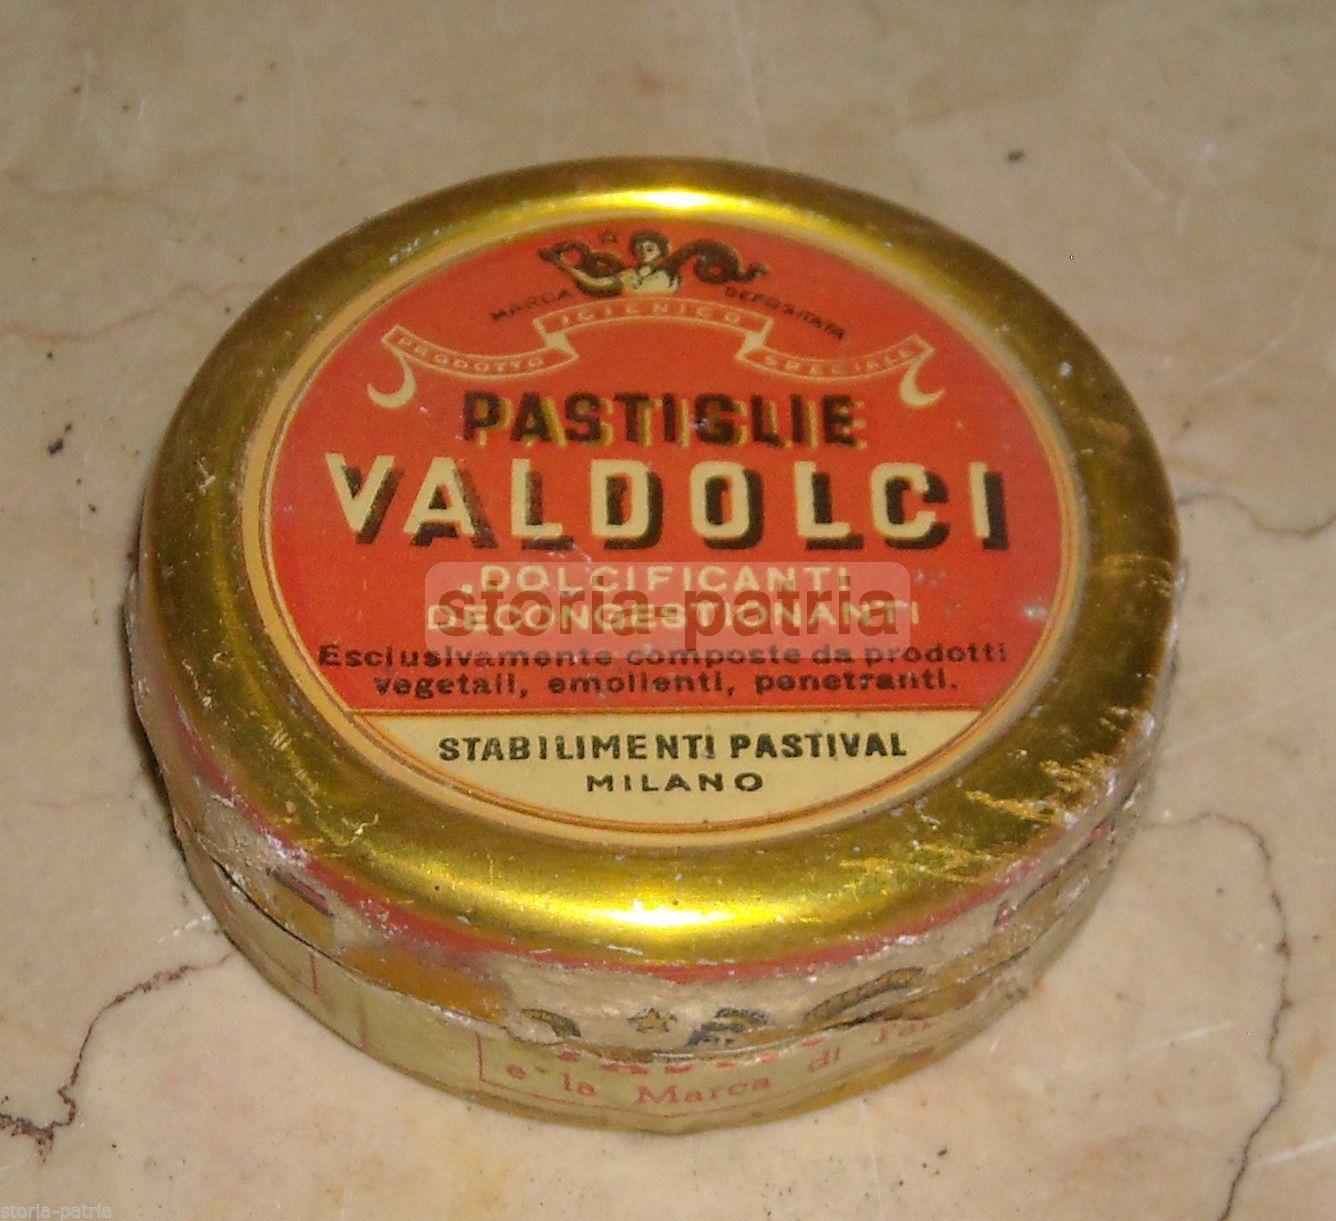 MARCA DEPOSITATA
PRODOTTO IGIENICO SPECIALE
PASTIGLIE
VALDOLCI
DOLCIFICANTI
DECONGESTIONANTI
storia-patria
Esclusivamente composte da prodotti
vegetali, emollenti, penetranti.
STABILIMENTI PASTIVAL
MILANO
e la Marca di
storia-patria